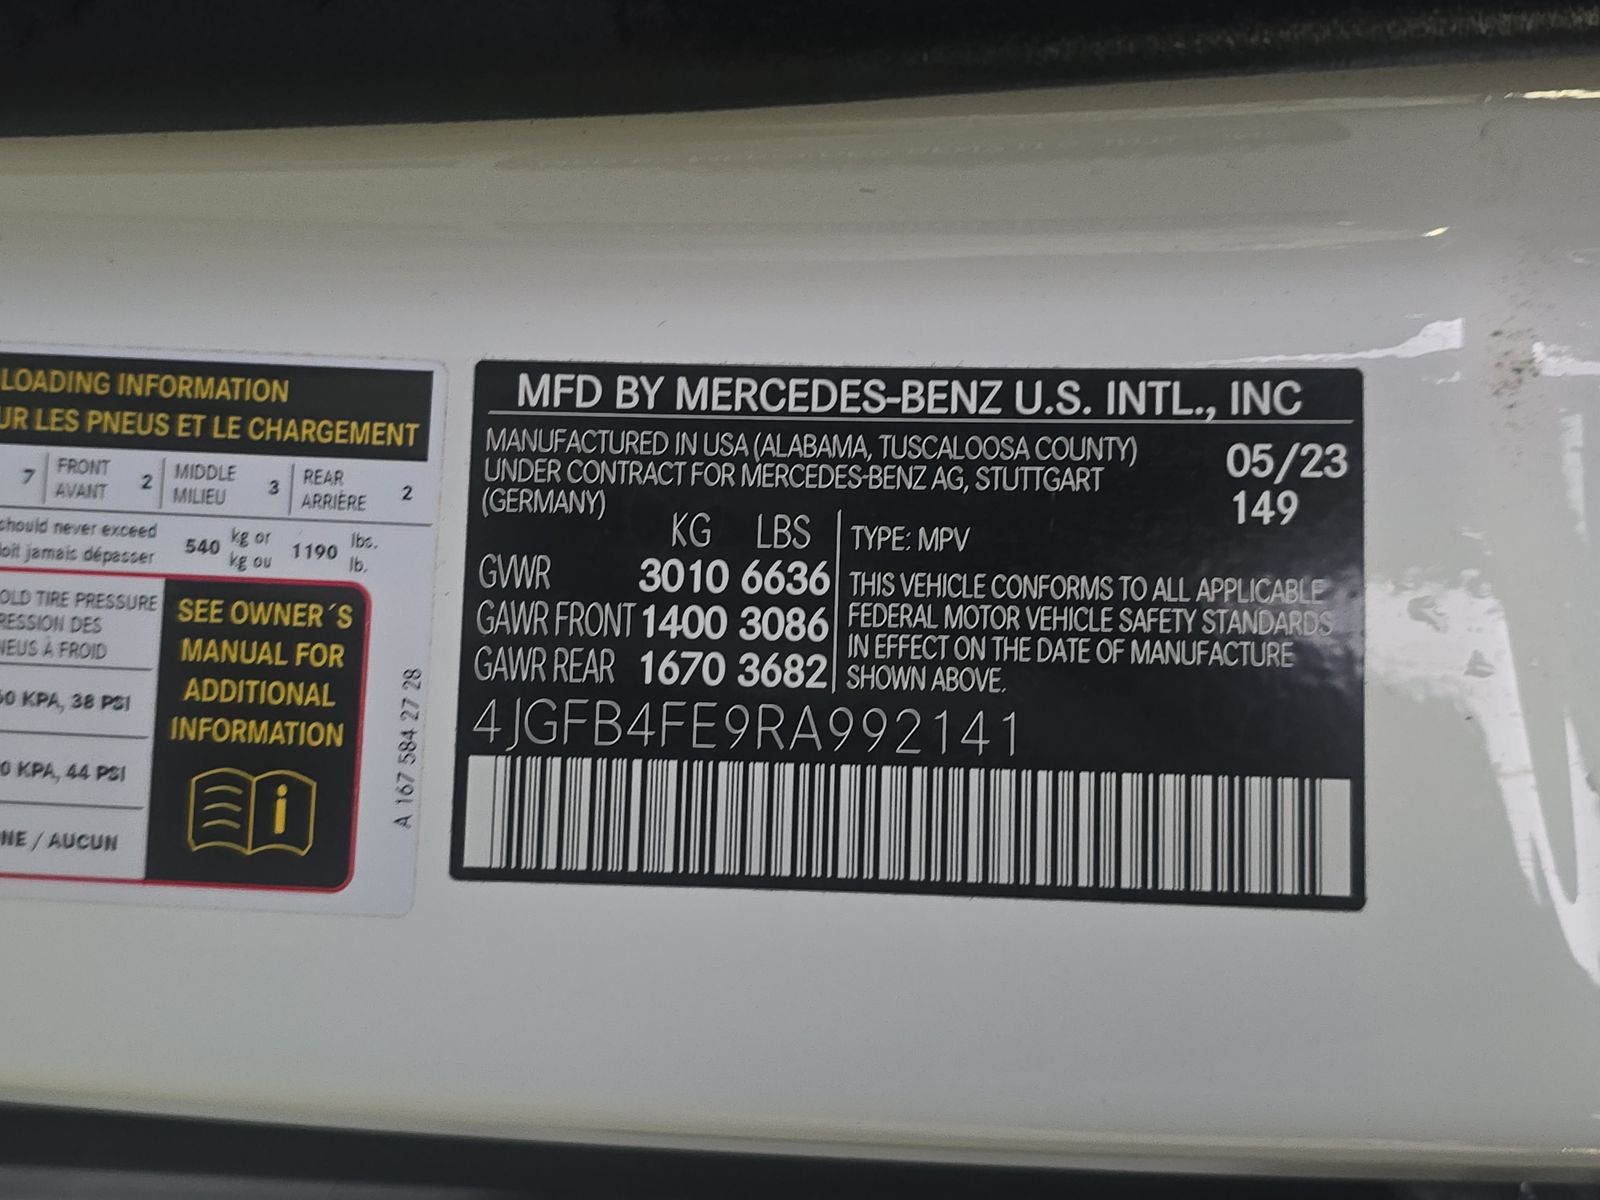 LOADING INFORMATION
UR LES PNEUS ET LE CHARGEMENT
7 FRONT AVANT 2 MIDDLE MILIEU 3 REAR ARRIÈRE 2
should never exceed 540 kg or 1190 lbs.
doit jamais dépasser kg ou lb.
OLD TIRE PRESSURE
RESSION DES
NEUS À FROID
KPA, 38 PSI
0 KPA, 44 PSI
NE / AUCUN
SEE OWNER´S
MANUAL FOR
ADDITIONAL
INFORMATION
A 167 584 27 28
MFD BY MERCEDES-BENZ U.S. INTL., INC
MANUFACTURED IN USA (ALABAMA, TUSCALOOSA COUNTY)
UNDER CONTRACT FOR MERCEDES-BENZ AG, STUTTGART
(GERMANY)
05/23
149
KG LBS
GVWR 3010 6636
GAWR FRONT 1400 3086
GAWR REAR 1670 3682
TYPE: MPV
THIS VEHICLE CONFORMS TO ALL APPLICABLE
FEDERAL MOTOR VEHICLE SAFETY STANDARDS
IN EFFECT ON THE DATE OF MANUFACTURE
SHOWN ABOVE.
4JGFB4FE9RA992141